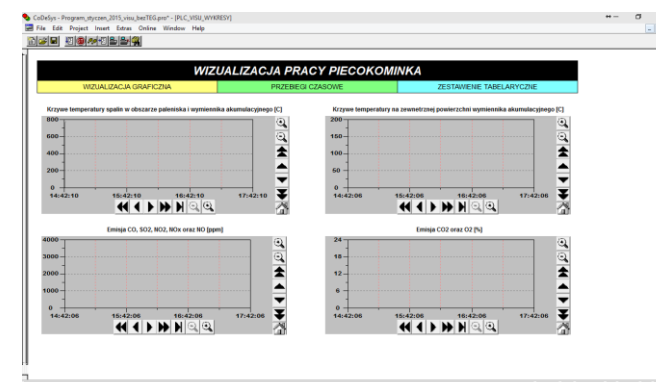 CoDeSys - Program_styczen_2015_visu_bezTEG.pro* - [PLC_VISU_WYKRESY]
File Edit Project Insert Extras Online Window Help
WIZUALIZACJA PRACY PIECOKOMINKA
WIZUALIZACJA GRAFICZNA PRZEBIEGI CZASOWE ZESTAWIENIE TABELARYCZNE
Krzywe temperatury spalin w obszarze paleniska i wymiennika akumulacyjnego [C]
800
600
400
200
0
14:42:10 15:42:10 16:42:10 17:42:10
Krzywe temperatury na zewnetrznej powierzchni wymiennika akumulacyjnego [C]
200
150
100
50
0
14:42:06 15:42:06 16:42:06 17:42:06
Emisja CO, SO2, NO2, NOx oraz NO [ppm]
4000
3000
2000
1000
0
14:42:06 15:42:06 16:42:06 17:42:06
Emisja CO2 oraz O2 [%]
24
18
12
6
0
14:42:06 15:42:06 16:42:06 17:42:06